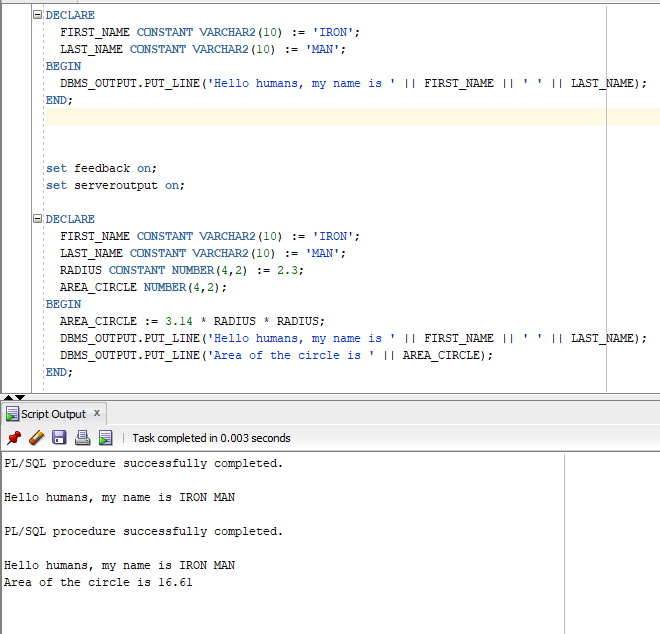 DECLARE
FIRST_NAME CONSTANT VARCHAR2(10) := 'IRON';
LAST_NAME CONSTANT VARCHAR2(10) := 'MAN';
BEGIN
DBMS_OUTPUT.PUT_LINE('Hello humans, my name is ' || FIRST_NAME || ' ' || LAST_NAME);
END;
set feedback on;
set serveroutput on;
DECLARE
FIRST_NAME CONSTANT VARCHAR2(10) := 'IRON';
LAST_NAME CONSTANT VARCHAR2(10) := 'MAN';
RADIUS CONSTANT NUMBER(4,2) := 2.3;
AREA_CIRCLE NUMBER(4,2);
BEGIN
AREA_CIRCLE := 3.14 * RADIUS * RADIUS;
DBMS_OUTPUT.PUT_LINE('Hello humans, my name is ' || FIRST_NAME || ' ' || LAST_NAME);
DBMS_OUTPUT.PUT_LINE('Area of the circle is ' || AREA_CIRCLE);
END;
Script Output x
Task completed in 0.003 seconds
PL/SQL procedure successfully completed.
Hello humans, my name is IRON MAN
PL/SQL procedure successfully completed.
Hello humans, my name is IRON MAN
Area of the circle is 16.61